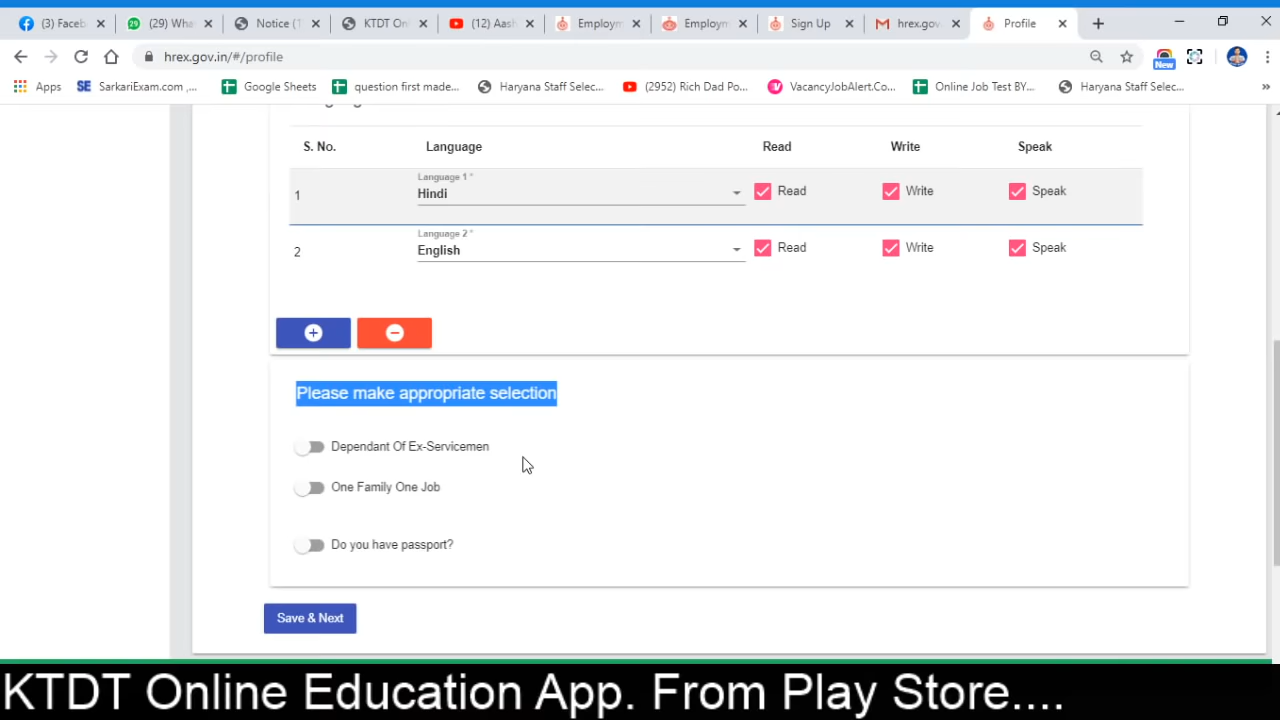 (3) Faceb
(29) Wha
Notice (1
KTDT On
(12) Aas
Employm
Employm
Sign Up
hrex.gov.
Profile
hrex.gov.in/#/profile
New
Apps
SarkariExam.com ,...
Google Sheets
question first made...
Haryana Staff Selec...
(2952) Rich Dad Po...
VacancyJobAlert.Co...
Online Job Test BY...
Haryana Staff Selec...
»
S. No. Language Read Write Speak
Language 1 *
1 Hindi Read Write Speak
Language 2 *
2 English Read Write Speak
Please make appropriate selection
Dependant Of Ex-Servicemen
One Family One Job
Do you have passport?
Save & Next
KTDT Online Education App. From Play Store....